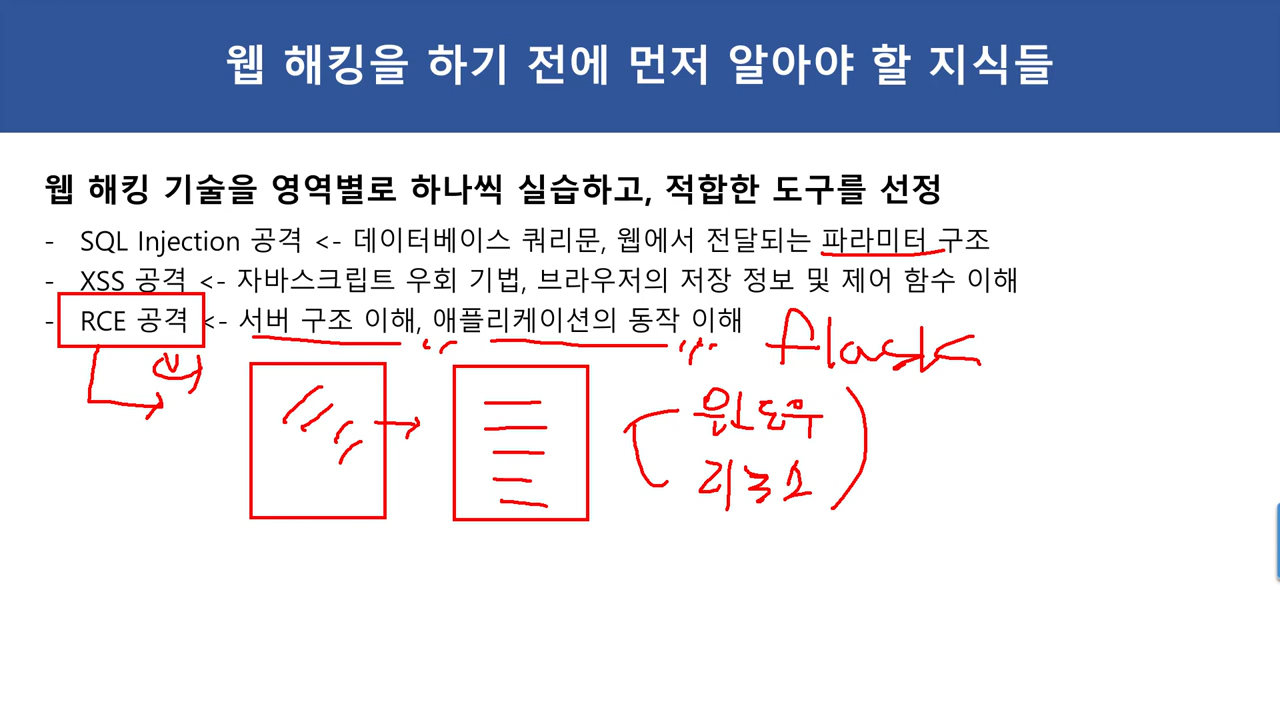 웹 해킹을 하기 전에 먼저 알아야 할 지식들
웹 해킹 기술을 영역별로 하나씩 실습하고, 적합한 도구를 선정
- SQL Injection 공격 <- 데이터베이스 쿼리문, 웹에서 전달되는 파라미터 구조
- XSS 공격 <- 자바스크립트 우회 기법, 브라우저의 저장 정보 및 제어 함수 이해
- RCE 공격 <- 서버 구조 이해, 애플리케이션의 동작 이해
flask
윈도우
리눅스